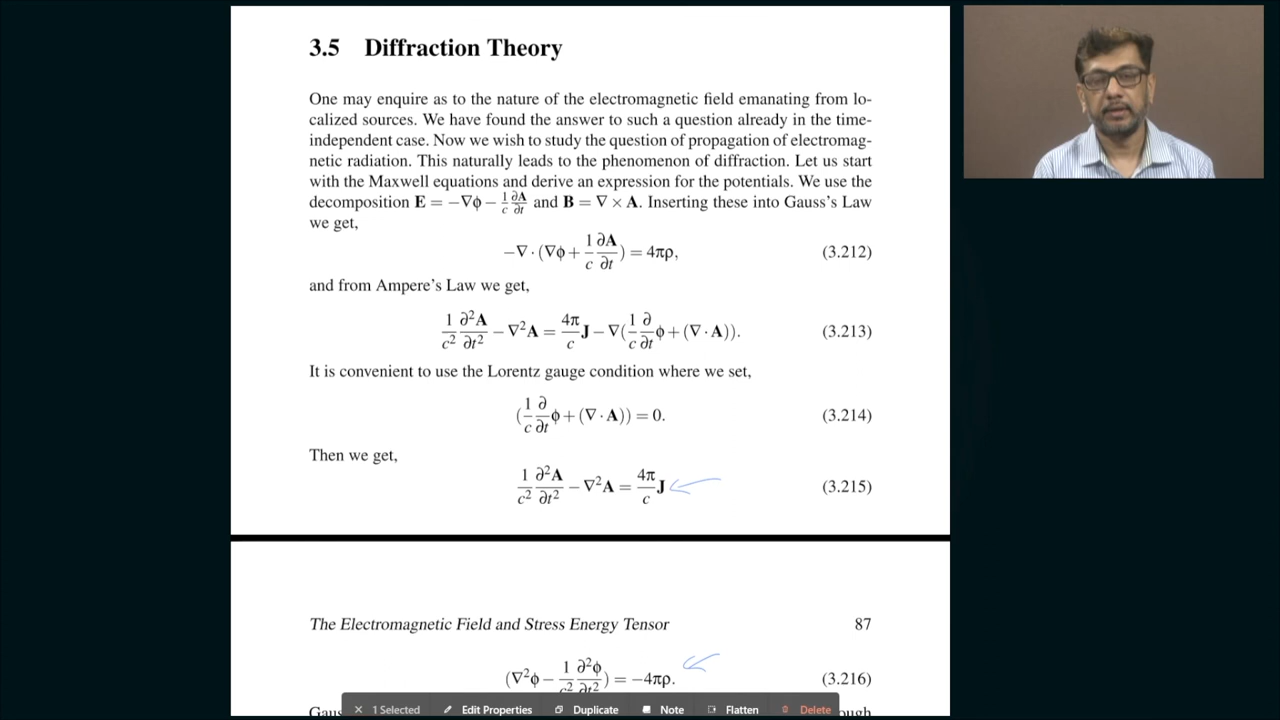 3.5 Diffraction Theory
One may enquire as to the nature of the electromagnetic field emanating from lo-
calized sources. We have found the answer to such a question already in the time-
independent case. Now we wish to study the question of propagation of electromag-
netic radiation. This naturally leads to the phenomenon of diffraction. Let us start
with the Maxwell equations and derive an expression for the potentials. We use the
decomposition E = −∇ϕ − 1/c ∂A/∂t and B = ∇ × A. Inserting these into Gauss's Law
we get,
−∇ · (∇ϕ + 1/c ∂A/∂t) = 4πρ, (3.212)
and from Ampere's Law we get,
1/c² ∂²A/∂t² − ∇²A = 4π/c J − ∇(1/c ∂/∂t ϕ + (∇ · A)). (3.213)
It is convenient to use the Lorentz gauge condition where we set,
(1/c ∂/∂t ϕ + (∇ · A)) = 0. (3.214)
Then we get,
1/c² ∂²A/∂t² − ∇²A = 4π/c J (3.215)
The Electromagnetic Field and Stress Energy Tensor 87
(∇²ϕ − 1/c² ∂²ϕ/∂t²) = −4πρ. (3.216)
× 1 Selected Edit Properties Duplicate Note Flatten Delete